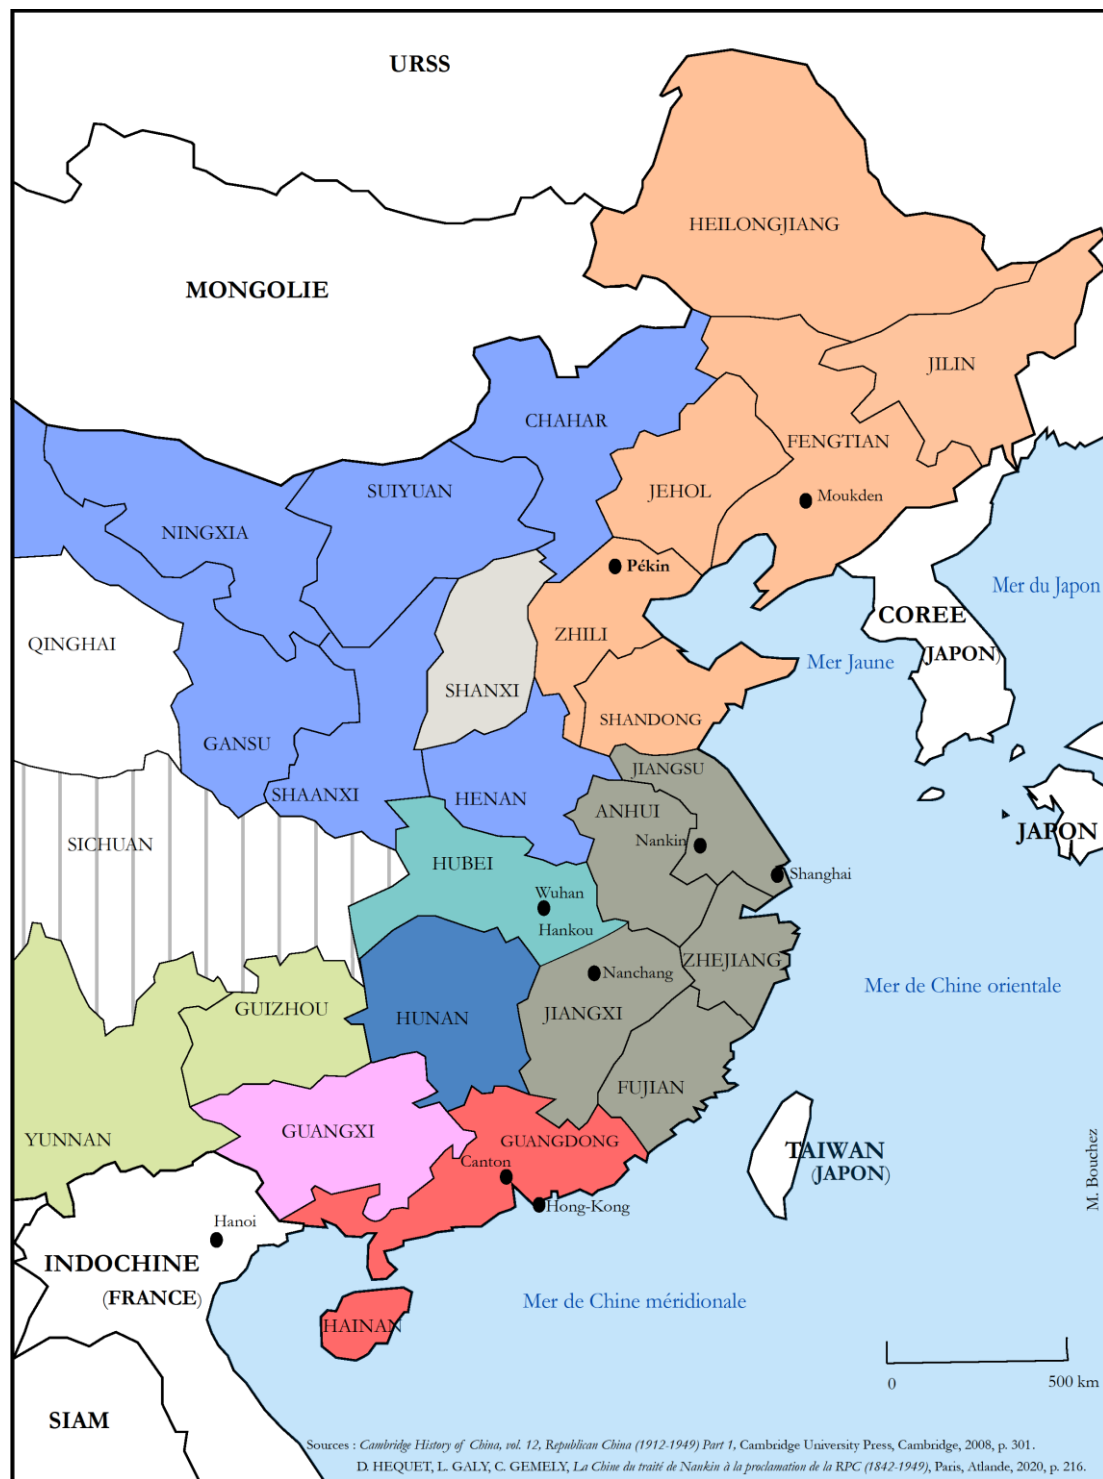 URSS
HEILONGJIANG
MONGOLIE
JILIN
CHAHAR
FENGTIAN
SUIYUAN
JEHOL
Moukden
NINGXIA
Pékin
Mer du Japon
COREE
(JAPON)
QINGHAI
ZHILI
Mer Jaune
SHANXI
SHANDONG
GANSU
JIANGSU
SHAANXI
HENAN
ANHUI
JAPON
Nankin
SICHUAN
HUBEI
Shanghai
Wuhan
Hankou
ZHEJIANG
Nanchang
Mer de Chine orientale
GUIZHOU
HUNAN
JIANGXI
FUJIAN
YUNNAN
GUANGXI
GUANGDONG
Canton
TAIWAN
(JAPON)
M. Bouchez
Hong-Kong
Hanoi
INDOCHINE
(FRANCE)
Mer de Chine méridionale
HAINAN
0 500 km
SIAM
Sources : Cambridge History of China, vol. 12, Republican China (1912-1949) Part 1, Cambridge University Press, Cambridge, 2008, p. 301.
D. HEQUET, L. GALY, C. GEMELY, La Chine du traité de Nankin à la proclamation de la RPC (1842-1949), Paris, Atlande, 2020, p. 216.